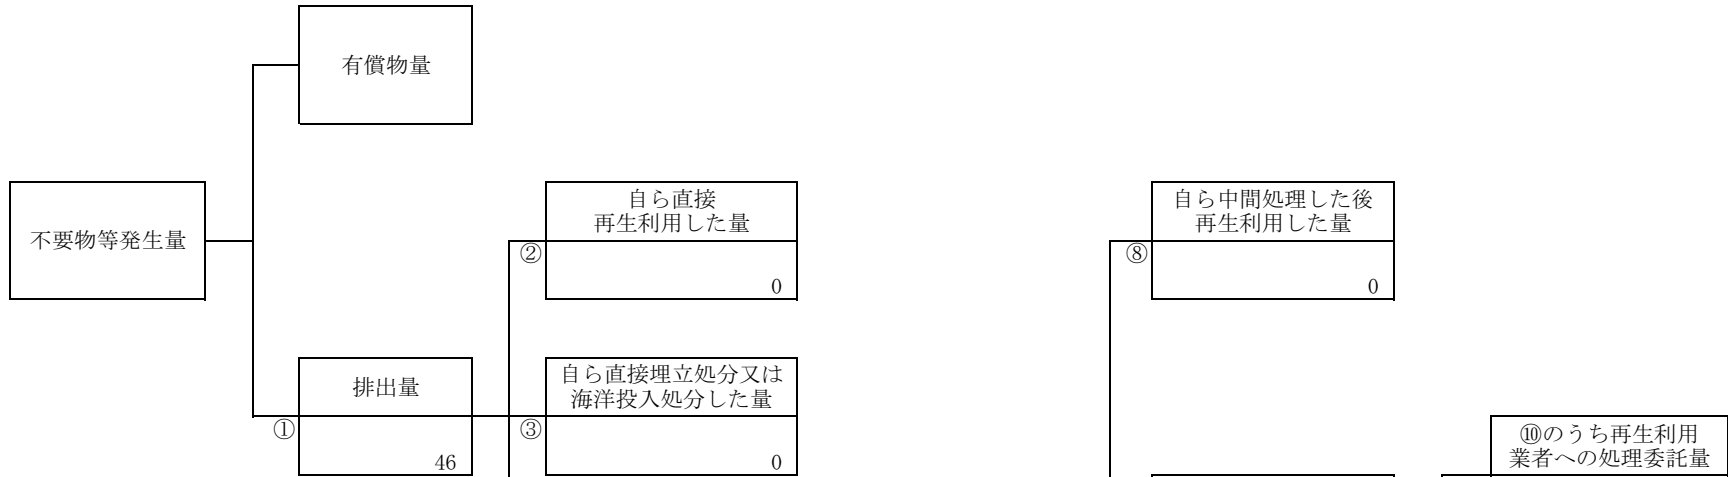 有償物量
不要物等発生量
自ら直接
再生利用した量
②
0
自ら中間処理した後
再生利用した量
⑧
0
排出量
①
46
自ら直接埋立処分又は
海洋投入処分した量
③
0
⑩のうち再生利用
業者への処理委託量